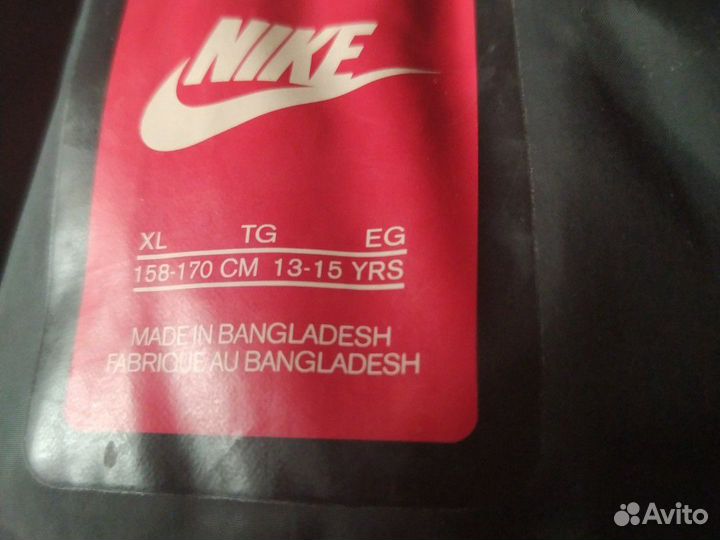 NIKE
XL TG EG
158-170 CM 13-15 YRS
MADE IN BANGLADESH
FABRIQUE AU BANGLADESH
Avito